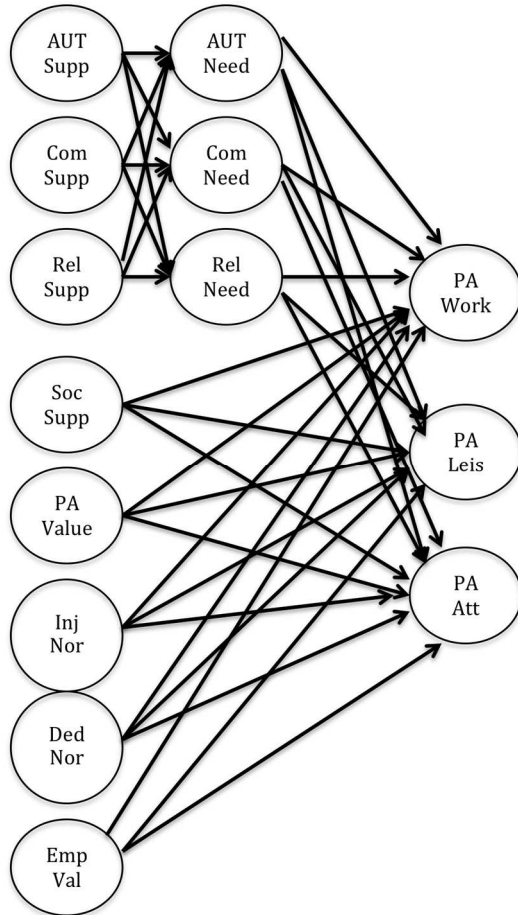 AUT
Supp
AUT
Need
Com
Supp
Com
Need
Rel
Supp
Rel
Need
PA
Work
Soc
Supp
PA
Leis
PA
Value
PA
Att
Inj
Nor
Ded
Nor
Emp
Val